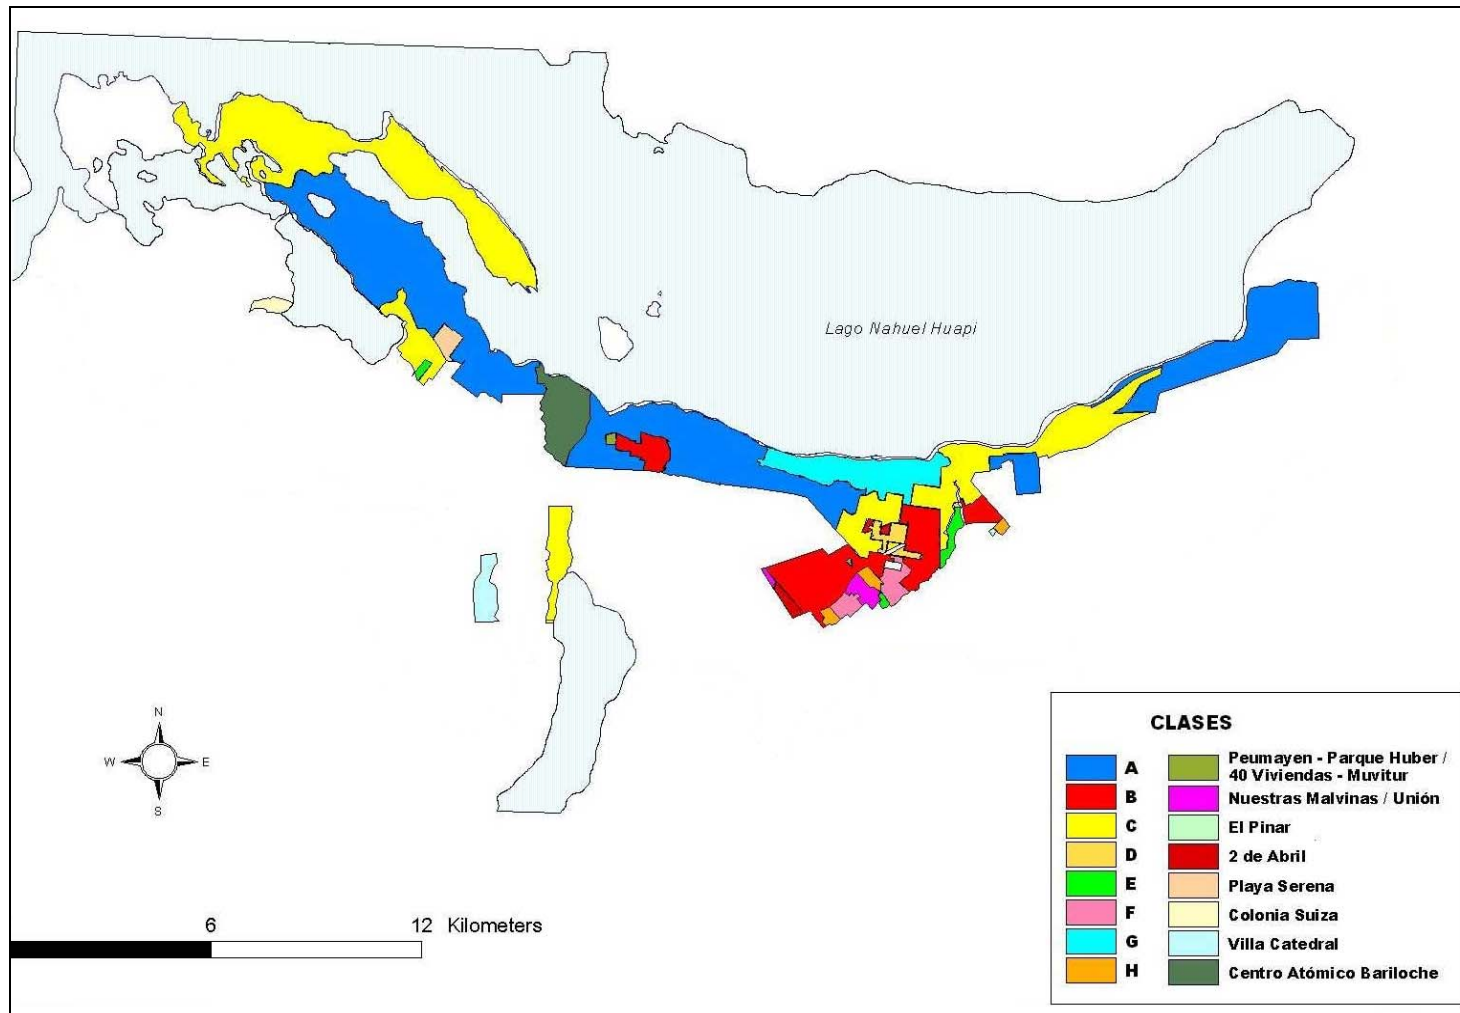 Lago Nahuel Huapi
N
W E
S
6 12 Kilometers
CLASES
A
B
C
D
E
F
G
H
Peumayen - Parque Huber /
40 Viviendas - Muvitur
Nuestras Malvinas / Unión
El Pinar
2 de Abril
Playa Serena
Colonia Suiza
Villa Catedral
Centro Atómico Bariloche